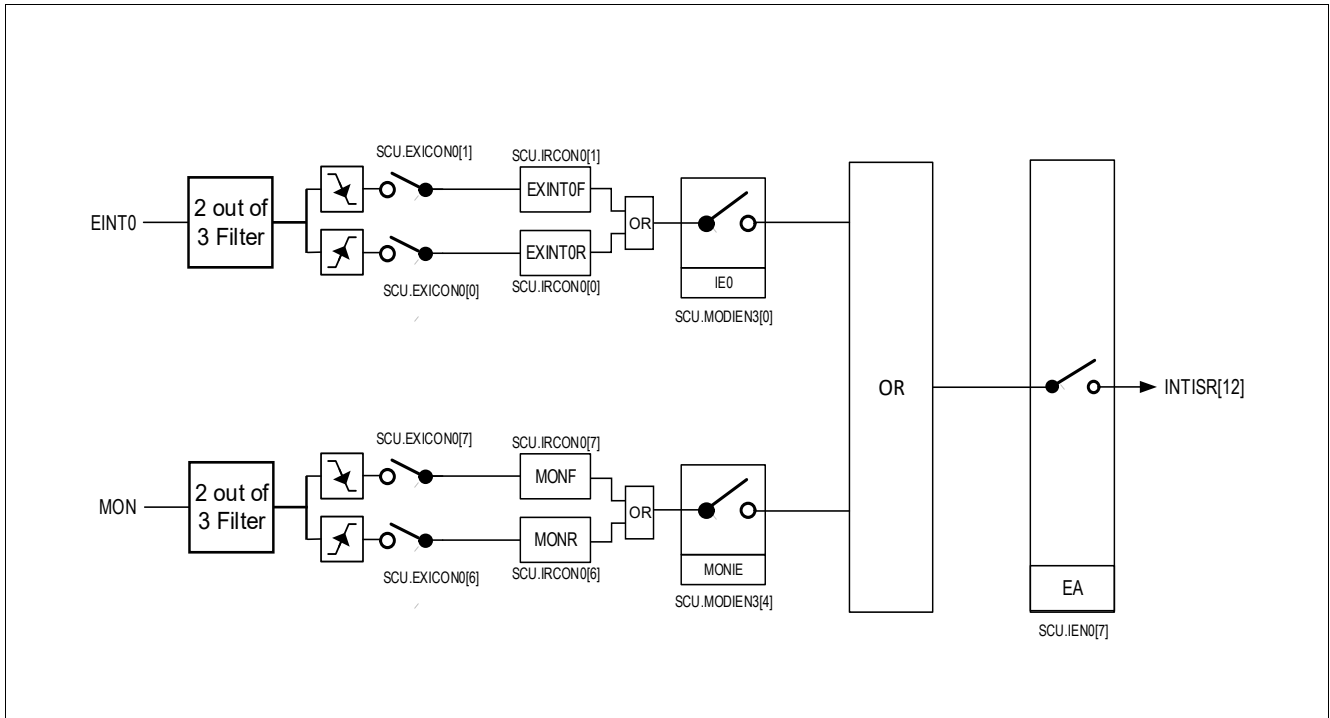 SCU.EXICON0[1]
SCU.IRCON0[1]
EINT0
2 out of
3 Filter
EXINT0F
OR
EXINT0R
IE0
SCU.EXICON0[0]
SCU.IRCON0[0]
SCU.MODIEN3[0]
OR
INTISR[12]
SCU.EXICON0[7]
SCU.IRCON0[7]
MON
2 out of
3 Filter
MONF
OR
MONR
MONIE
SCU.EXICON0[6]
SCU.IRCON0[6]
SCU.MODIEN3[4]
EA
SCU.IEN0[7]